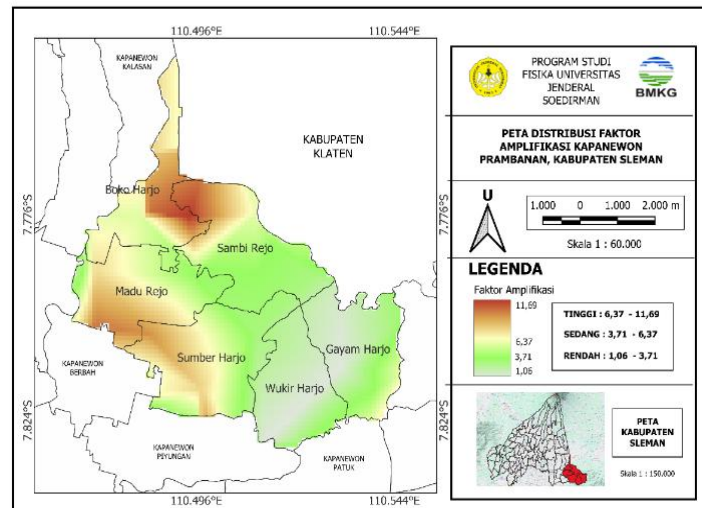 110.496°E 110.544°E
KAPANEWON
KALASAN
KABUPATEN
KLATEN
Boko Harjo
7.776°S
7.776°S
Sambi Rejo
Madu Rejo
Sumber Harjo
Gayam Harjo
Wukir Harjo
KAPANEWON
BERBAH
7.824°S
7.824°S
KAPANEWON
PIYUNGAN
KAPANEWON
PATUK
110.496°E 110.544°E
PROGRAM STUDI
FISIKA UNIVERSITAS
JENDERAL
SOEDIRMAN
BMKG
PETA DISTRIBUSI FAKTOR
AMPLIFIKASI KAPANEWON
PRAMBANAN, KABUPATEN SLEMAN
U
1.000 0 1.000 2.000 m
Skala 1 : 60.000
LEGENDA
Faktor Amplifikasi
11,69
6,37
3,71
1,06
TINGGI : 6,37 - 11,69
SEDANG : 3,71 - 6,37
RENDAH : 1,06 - 3,71
PETA
KABUPATEN
SLEMAN
Skala 1 : 150.000